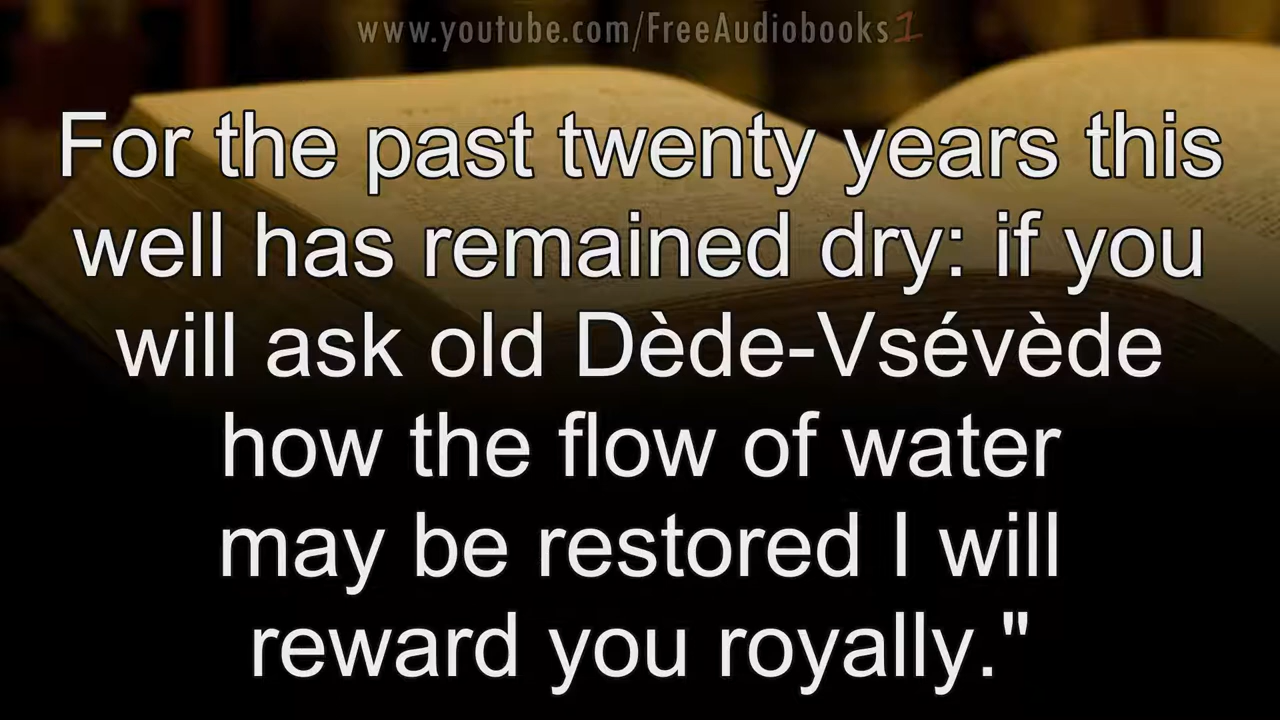 www.youtube.com/FreeAudiobooks1
For the past twenty years this
well has remained dry: if you
will ask old Dède-Vsévède
how the flow of water
may be restored I will
reward you royally."